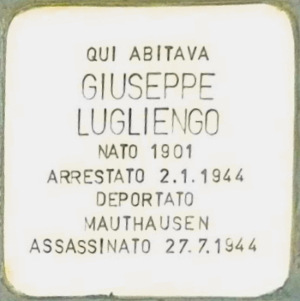 QUI ABITAVA
GIUSEPPE
LUGLIENGO
NATO 1901
ARRESTATO 2.1.1944
DEPORTATO
MAUTHAUSEN
ASSASSINATO 27.7.1944